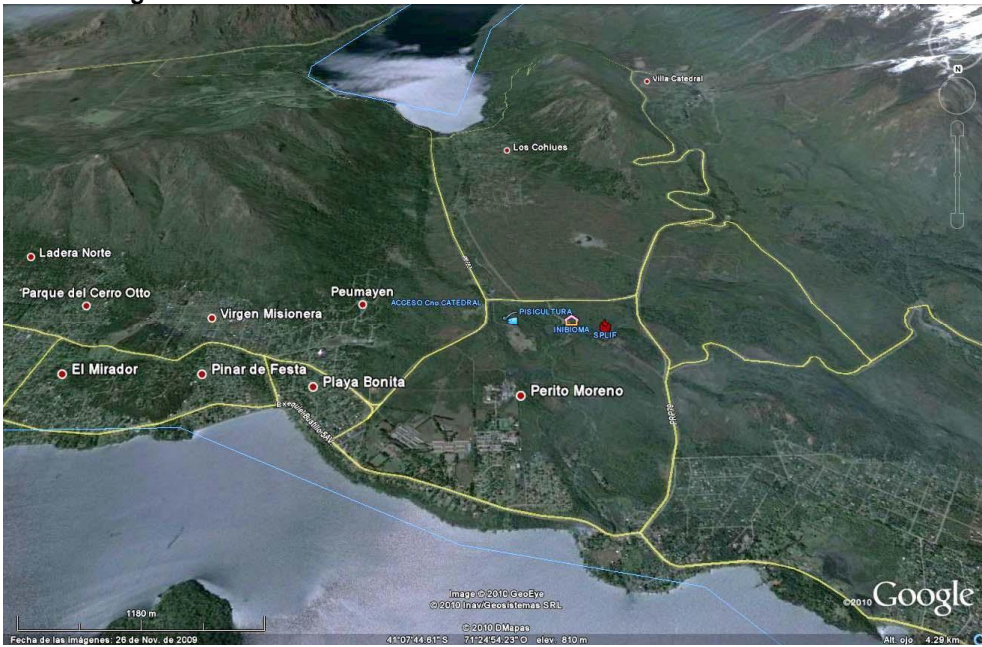 Villa Catedral
N
Los Cohiues
Ladera Norte
Parque del Cerro Otto
Peumayen
ACCESO Cno CATEDRAL
Virgen Misionera
PISICULTURA
INIBIOMA
SPLIF
El Mirador
Pinar de Festa
Playa Bonita
Perito Moreno
Image © 2010 GeoEye
© 2010 Inav/Geosistemas SRL
©2010 Google
1180 m
© 2010 DMapas
Fecha de las imágenes: 26 de Nov. de 2009
41°07'44.61"S 71°24'54.23"O elev. 810 m
Alt. ojo 4.29 km